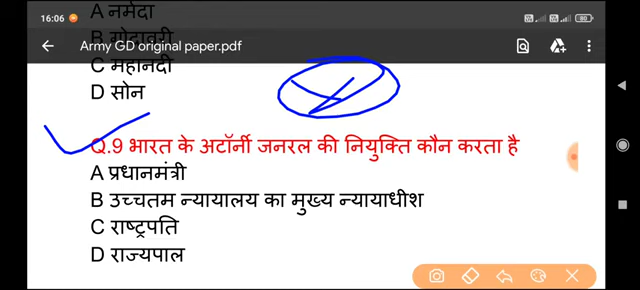 16:06
A नर्मदा
Army GD original paper.pdf
B गोदावरी
C महानदी
D सोन
Q.9 भारत के अटॉर्नी जनरल की नियुक्ति कौन करता है
A प्रधानमंत्री
B उच्चतम न्यायालय का मुख्य न्यायाधीश
C राष्ट्रपति
D राज्यपाल